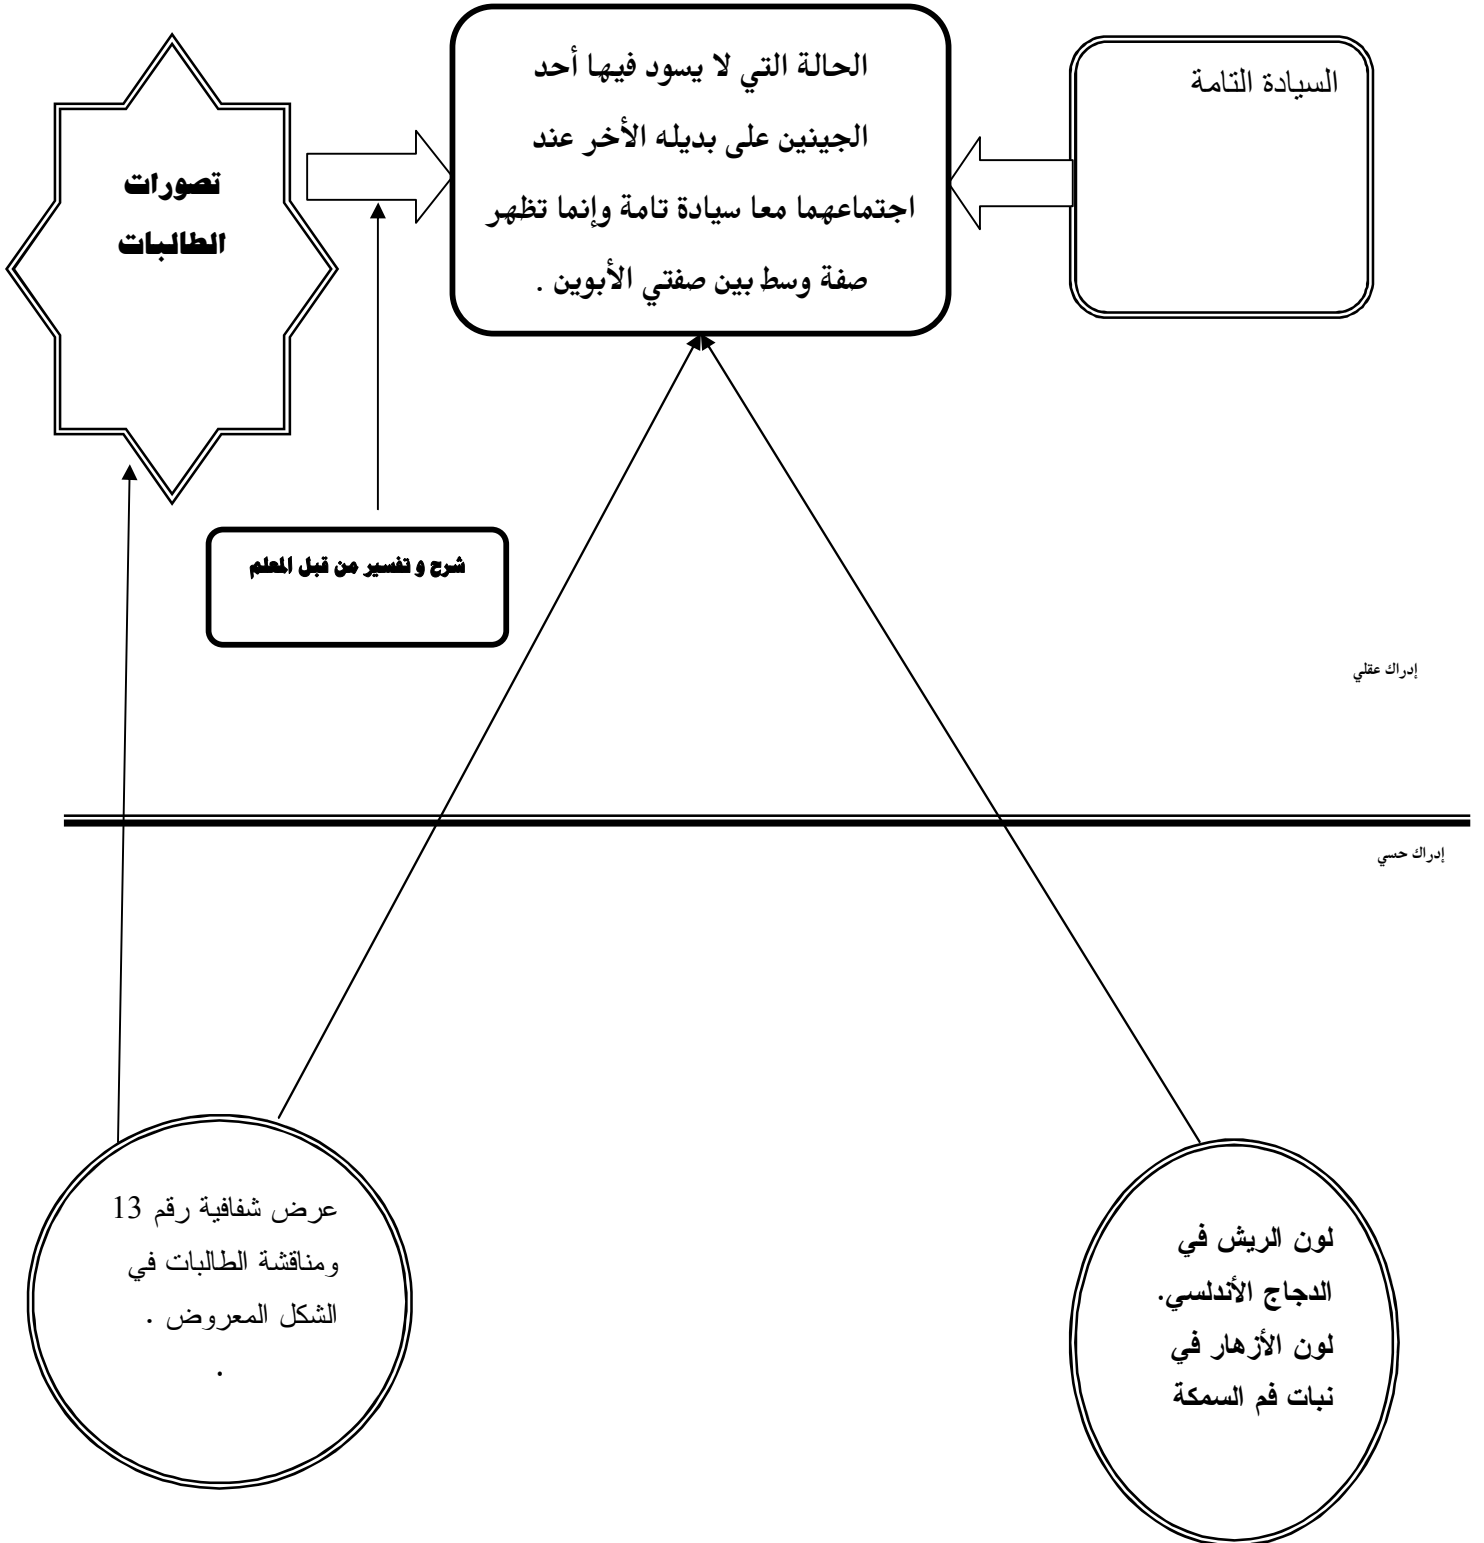 السيادة التامة
الحالة التي لا يسود فيها أحد
الجينين على بديله الأخر عند
اجتماعهما معا سيادة تامة وإنما تظهر
صفة وسط بين صفتي الأبوين .
تصورات
الطالبات
شرح و تفسير من قبل المعلم
إدراك عقلي
إدراك حسي
لون الريش في
الدجاج الأندلسي.
لون الأزهار في
نبات فم السمكة
عرض شفافية رقم 13
ومناقشة الطالبات في
الشكل المعروض .
.